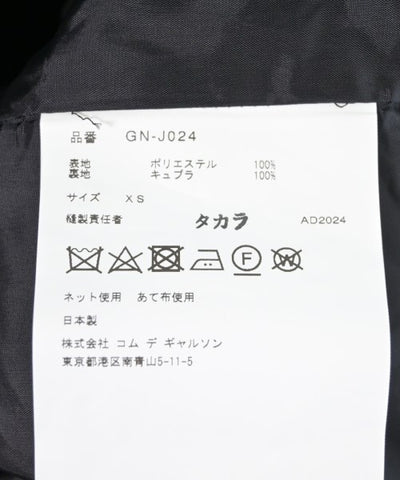 品番 GN-J024
表地 ポリエステル 100%
裏地 キュプラ 100%
サイズ XS
縫製責任者 タカラ AD2024
F W
ネット使用 あて布使用
日本製
株式会社 コム デ ギャルソン
東京都港区南青山5-11-5